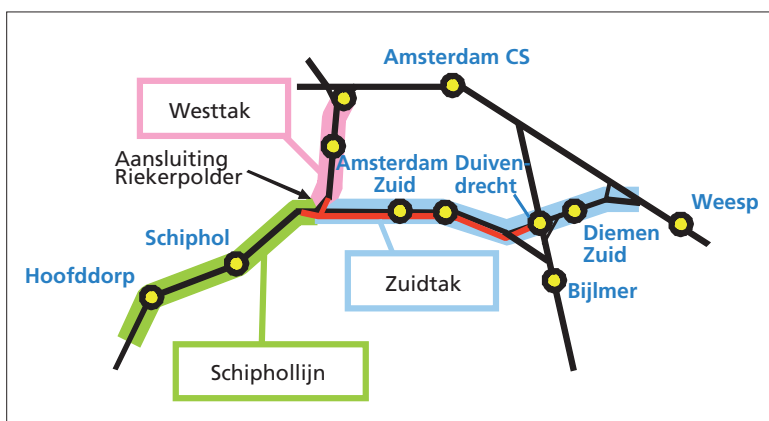 Amsterdam CS
Westtak
Aansluiting
Riekerpolder
Amsterdam
Zuid
Duiven-
drecht
Weesp
Schiphol
Diemen
Zuid
Hoofddorp
Zuidtak
Bijlmer
Schiphollijn